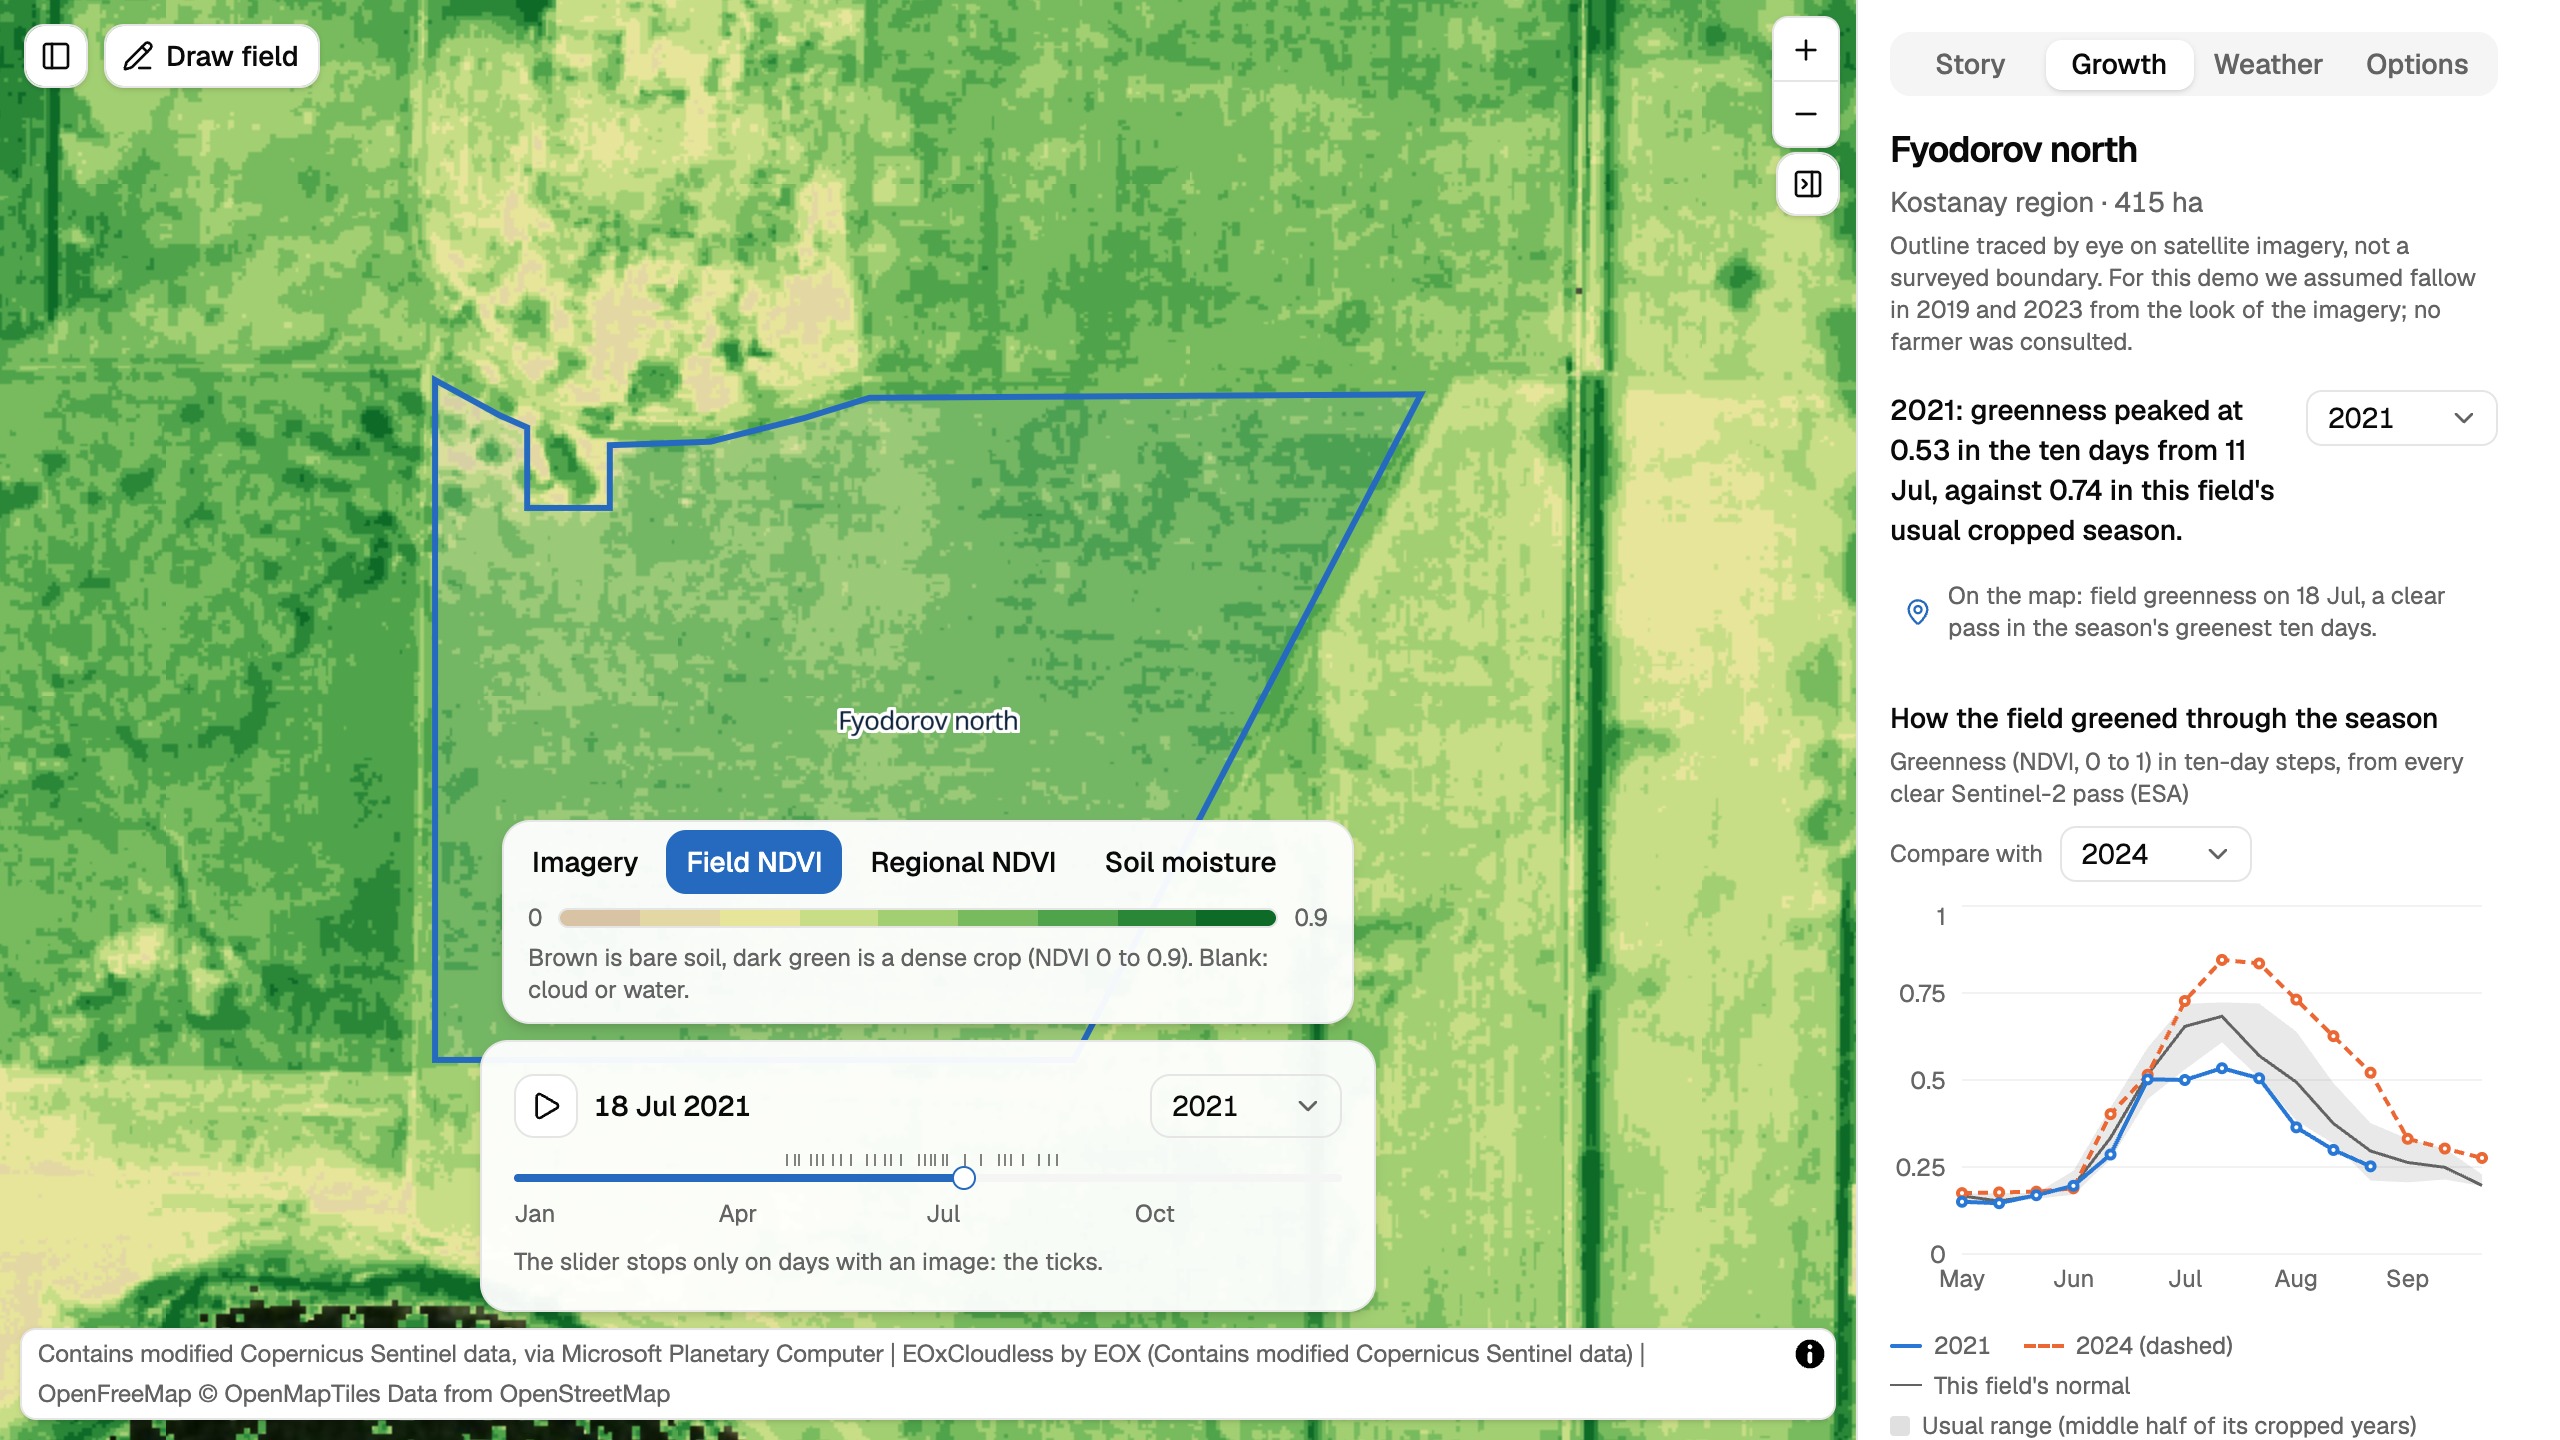 Draw field
Story
Growth
Weather
Options
Fyodorov north
Kostanay region · 415 ha
Outline traced by eye on satellite imagery, not a
surveyed boundary. For this demo we assumed fallow
in 2019 and 2023 from the look of the imagery; no
farmer was consulted.
2021: greenness peaked at
0.53 in the ten days from 11
Jul, against 0.74 in this field's
usual cropped season.
2021
On the map: field greenness on 18 Jul, a clear
pass in the season's greenest ten days.
How the field greened through the season
Greenness (NDVI, 0 to 1) in ten-day steps, from every
clear Sentinel-2 pass (ESA)
Compare with
2024
1
0.75
0.5
0.25
0
May
Jun
Jul
Aug
Sep
2021
2024 (dashed)
This field's normal
Usual range (middle half of its cropped years)
Fyodorov north
Imagery
Field NDVI
Regional NDVI
Soil moisture
0
0.9
Brown is bare soil, dark green is a dense crop (NDVI 0 to 0.9). Blank:
cloud or water.
18 Jul 2021
2021
Jan
Apr
Jul
Oct
The slider stops only on days with an image: the ticks.
Contains modified Copernicus Sentinel data, via Microsoft Planetary Computer | EOxCloudless by EOX (Contains modified Copernicus Sentinel data) |
OpenFreeMap © OpenMapTiles Data from OpenStreetMap